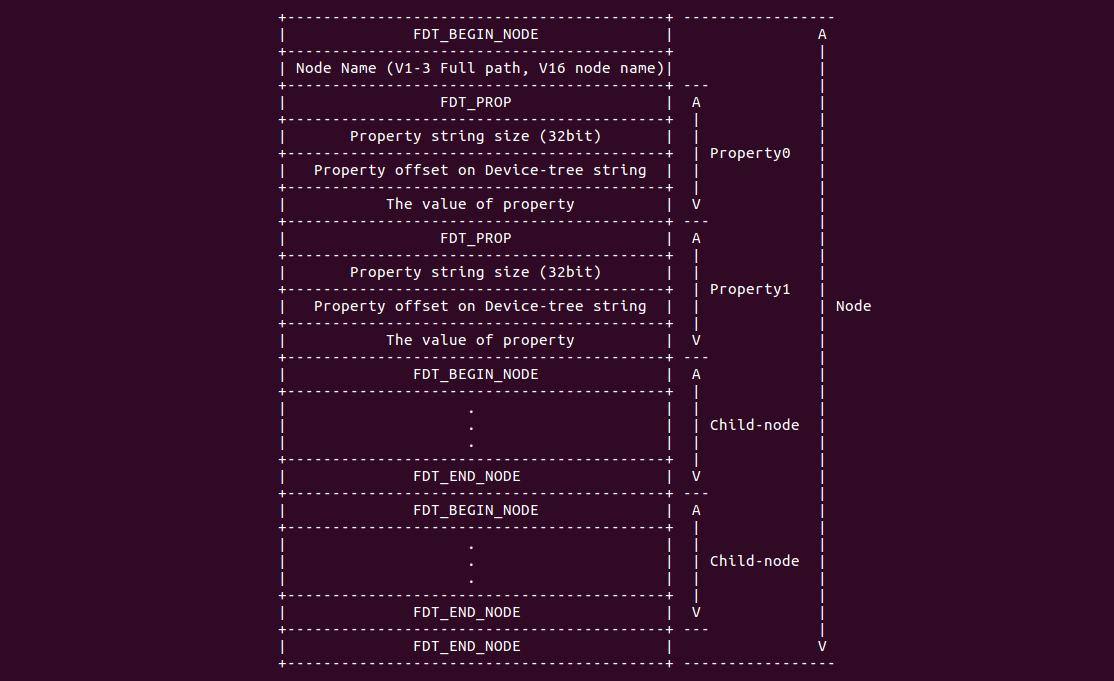 +------------------------------------------+ -----------------
|              FDT_BEGIN_NODE              |                A
+------------------------------------------+                |
| Node Name (V1-3 Full path, V16 node name)|                |
+------------------------------------------+ ---            |
|                 FDT_PROP                 |  A             |
+------------------------------------------+  |             |
|       Property string size (32bit)       |  |             |
+------------------------------------------+  | Property0   |
|   Property offset on Device-tree string  |  |             |
+------------------------------------------+  |             |
|           The value of property          |  V             |
+------------------------------------------+ ---            |
|                 FDT_PROP                 |  A             |
+------------------------------------------+  |             |
|       Property string size (32bit)       |  |             |
+------------------------------------------+  | Property1   |
|   Property offset on Device-tree string  |  |             | Node
+------------------------------------------+  |             |
|           The value of property          |  V             |
+------------------------------------------+ ---            |
|              FDT_BEGIN_NODE              |  A             |
+------------------------------------------+  |             |
|                    .                     |  |             |
|                    .                     |  | Child-node  |
|                    .                     |  |             |
+------------------------------------------+  |             |
|              FDT_END_NODE                |  V             |
+------------------------------------------+ ---            |
|              FDT_BEGIN_NODE              |  A             |
+------------------------------------------+  |             |
|                    .                     |  |             |
|                    .                     |  | Child-node  |
|                    .                     |  |             |
+------------------------------------------+  |             |
|              FDT_END_NODE                |  V             |
+------------------------------------------+ ---            |
|              FDT_END_NODE                |                V
+------------------------------------------+ -----------------